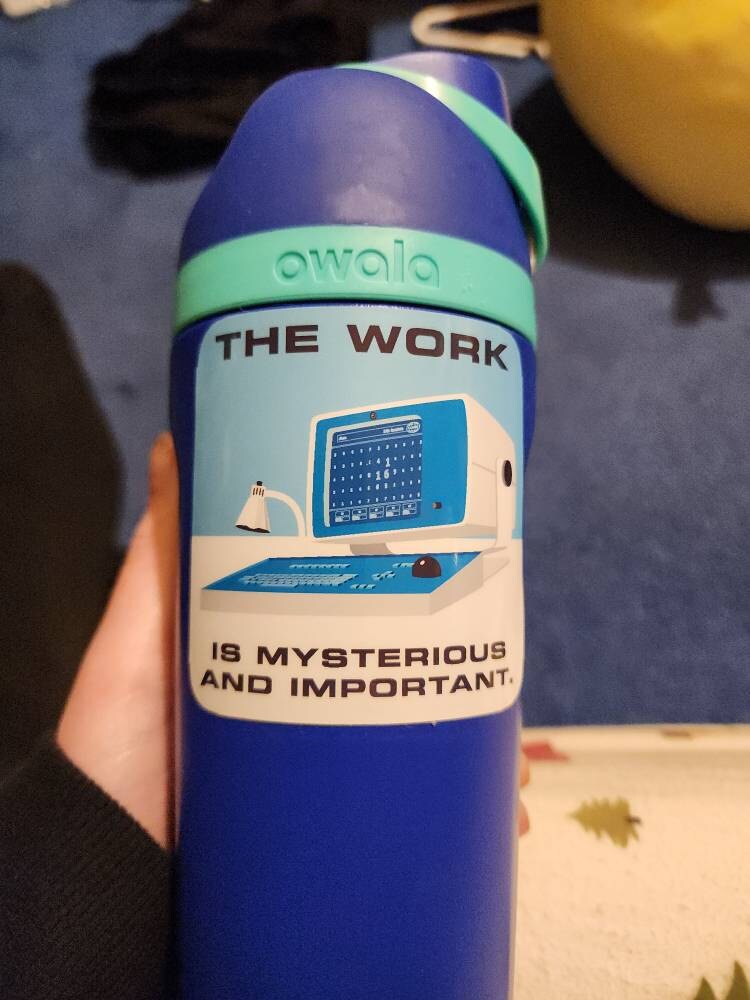 owala
THE WORK
IS MYSTERIOUS
AND IMPORTANT.